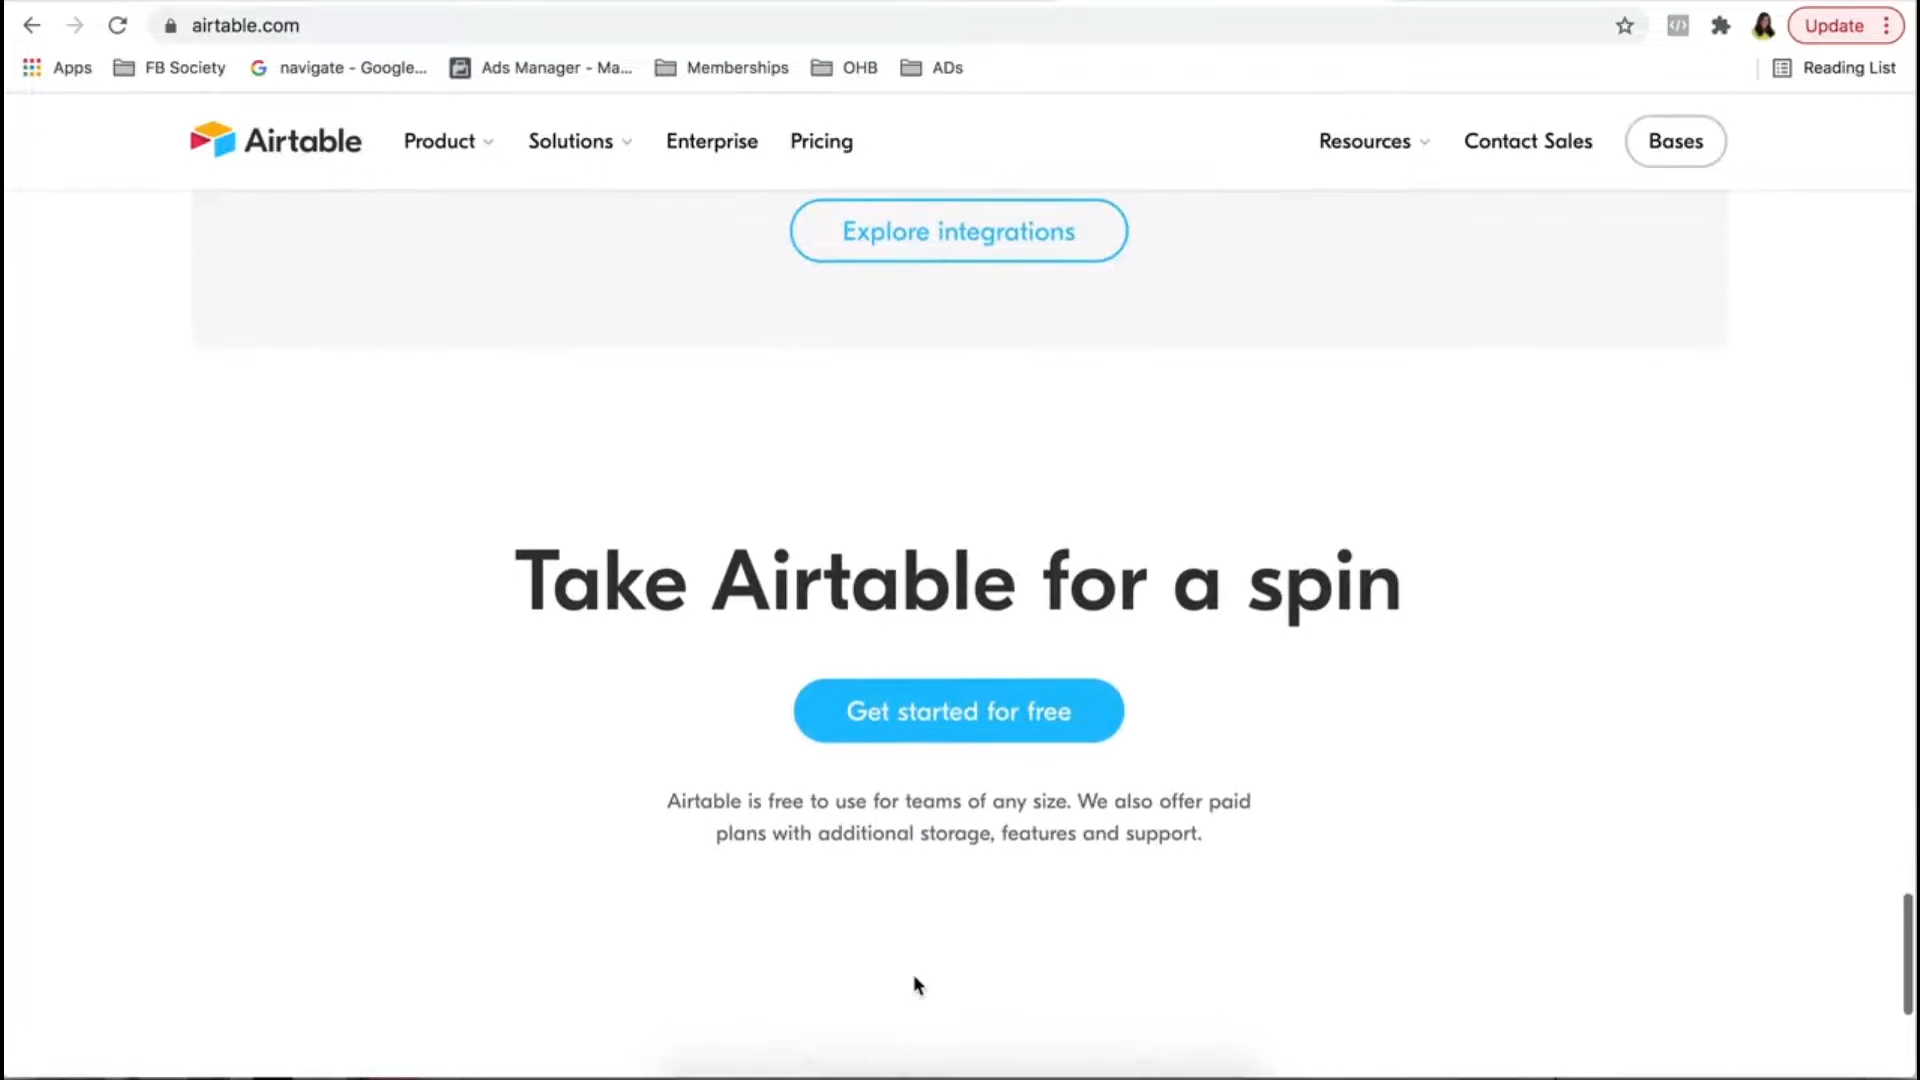 airtable.com
Update
Apps FB Society navigate - Google... Ads Manager - Ma... Memberships OHB ADs Reading List
Airtable Product Solutions Enterprise Pricing Resources Contact Sales Bases
Explore integrations
Take Airtable for a spin
Get started for free
Airtable is free to use for teams of any size. We also offer paid
plans with additional storage, features and support.